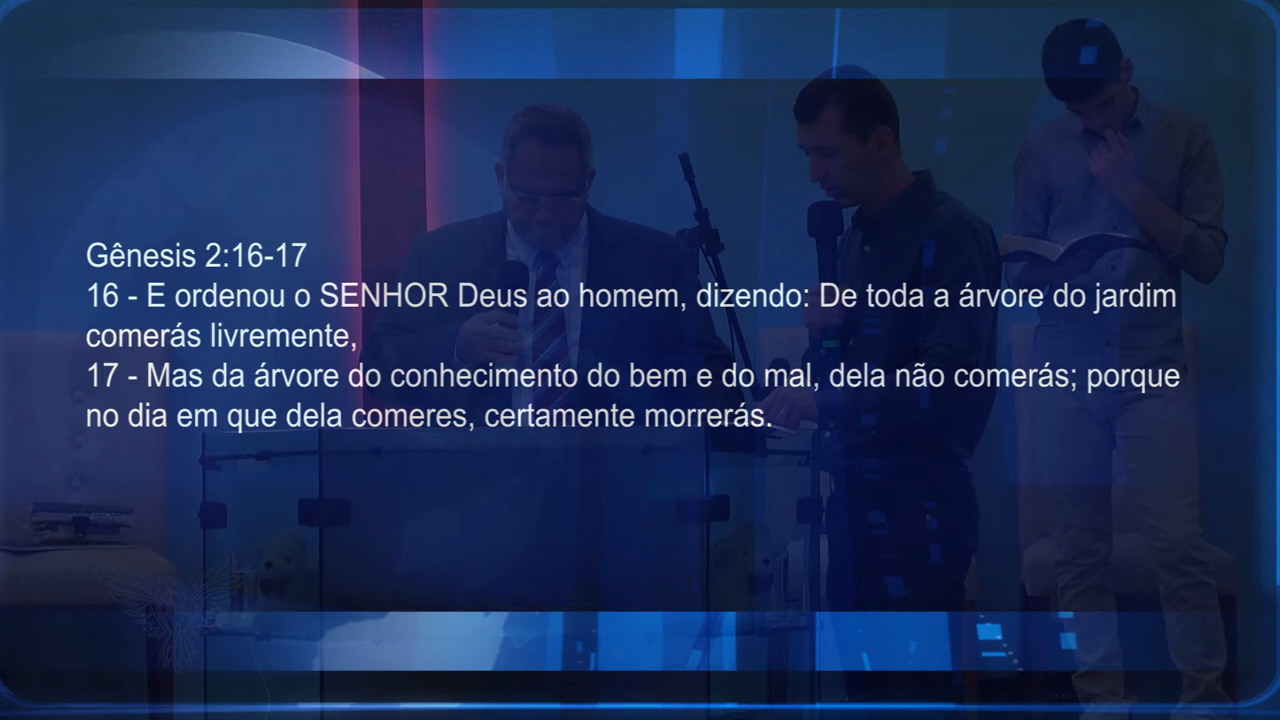 Gênesis 2:16-17
16 - E ordenou o SENHOR Deus ao homem, dizendo: De toda a árvore do jardim
comerás livremente,
17 - Mas da árvore do conhecimento do bem e do mal, dela não comerás; porque
no dia em que dela comeres, certamente morrerás.